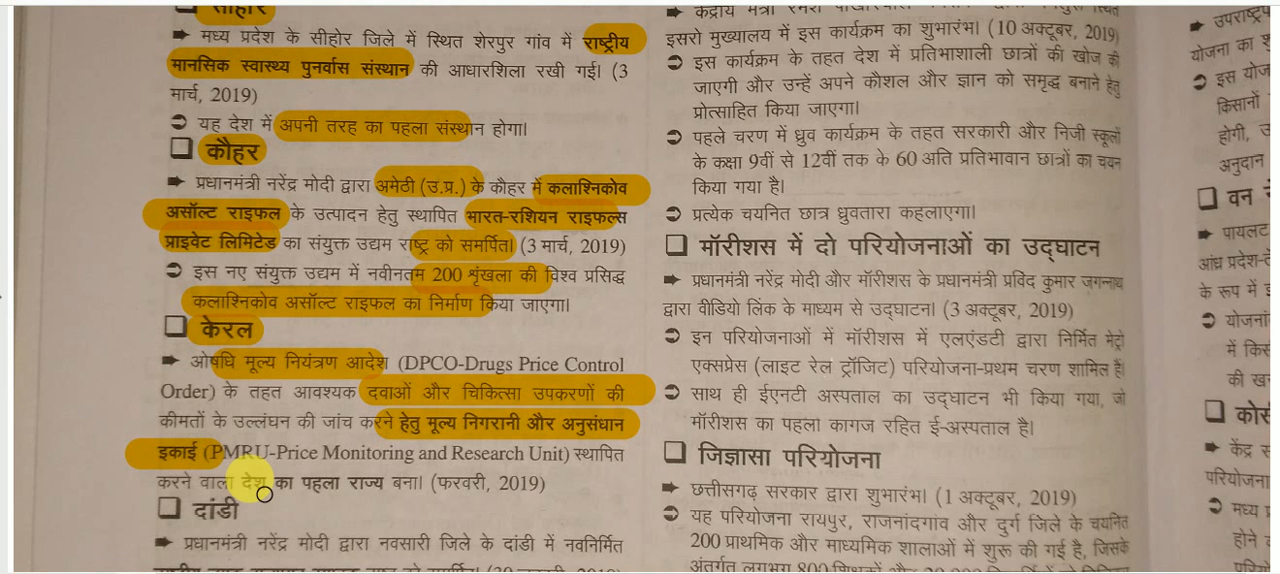 सीहोर
➡ मध्य प्रदेश के सीहोर जिले में स्थित शेरपुर गांव में राष्ट्रीय
मानसिक स्वास्थ्य पुनर्वास संस्थान की आधारशिला रखी गई। (3
मार्च, 2019)
➲ यह देश में अपनी तरह का पहला संस्थान होगा।
❑ कौहर
➡ प्रधानमंत्री नरेंद्र मोदी द्वारा अमेठी (उ.प्र.) के कौहर में कलाश्निकोव
असॉल्ट राइफल के उत्पादन हेतु स्थापित भारत-रशियन राइफल्स
प्राइवेट लिमिटेड का संयुक्त उद्यम राष्ट्र को समर्पित। (3 मार्च, 2019)
➲ इस नए संयुक्त उद्यम में नवीनतम 200 शृंखला की विश्व प्रसिद्ध
कलाश्निकोव असॉल्ट राइफल का निर्माण किया जाएगा।
❑ केरल
➡ ओषधि मूल्य नियंत्रण आदेश (DPCO-Drugs Price Control
Order) के तहत आवश्यक दवाओं और चिकित्सा उपकरणों की
कीमतों के उल्लंघन की जांच करने हेतु मूल्य निगरानी और अनुसंधान
इकाई (PMRU-Price Monitoring and Research Unit) स्थापित
करने वाला देश का पहला राज्य बना। (फरवरी, 2019)
❑ दांडी
➡ प्रधानमंत्री नरेंद्र मोदी द्वारा नवसारी जिले के दांडी में नवनिर्मित
इसरो मुख्यालय में इस कार्यक्रम का शुभारंभ। (10 अक्टूबर, 2019)
➲ इस कार्यक्रम के तहत देश में प्रतिभाशाली छात्रों की खोज की
जाएगी और उन्हें अपने कौशल और ज्ञान को समृद्ध बनाने हेतु
प्रोत्साहित किया जाएगा।
➲ पहले चरण में ध्रुव कार्यक्रम के तहत सरकारी और निजी स्कूलों
के कक्षा 9वीं से 12वीं तक के 60 अति प्रतिभावान छात्रों का चयन
किया गया है।
➲ प्रत्येक चयनित छात्र ध्रुवतारा कहलाएगा।
❑ मॉरीशस में दो परियोजनाओं का उद्घाटन
➡ प्रधानमंत्री नरेंद्र मोदी और मॉरीशस के प्रधानमंत्री प्रविंद कुमार जगन्नाथ
द्वारा वीडियो लिंक के माध्यम से उद्घाटन। (3 अक्टूबर, 2019)
➲ इन परियोजनाओं में मॉरीशस में एलएंडटी द्वारा निर्मित मेट्रो
एक्सप्रेस (लाइट रेल ट्रॉजिट) परियोजना-प्रथम चरण शामिल है।
➲ साथ ही ईएनटी अस्पताल का उद्घाटन भी किया गया, जो
मॉरीशस का पहला कागज रहित ई-अस्पताल है।
❑ जिज्ञासा परियोजना
➡ छत्तीसगढ़ सरकार द्वारा शुभारंभ। (1 अक्टूबर, 2019)
➲ यह परियोजना रायपुर, राजनांदगाव और दुर्ग जिले के चयनित
200 प्राथमिक और माध्यमिक शालाओं में शुरू की गई है, जिसके
➡
योजना का
➲ इस
किसानों
होगी,
अनुदान
❑ वन
➡ पायलट
आंध्र प्रदेश-
के रूप में
➲
में
की
❑
➡ केंद्र
परियोजना
➲ मध्य
होने